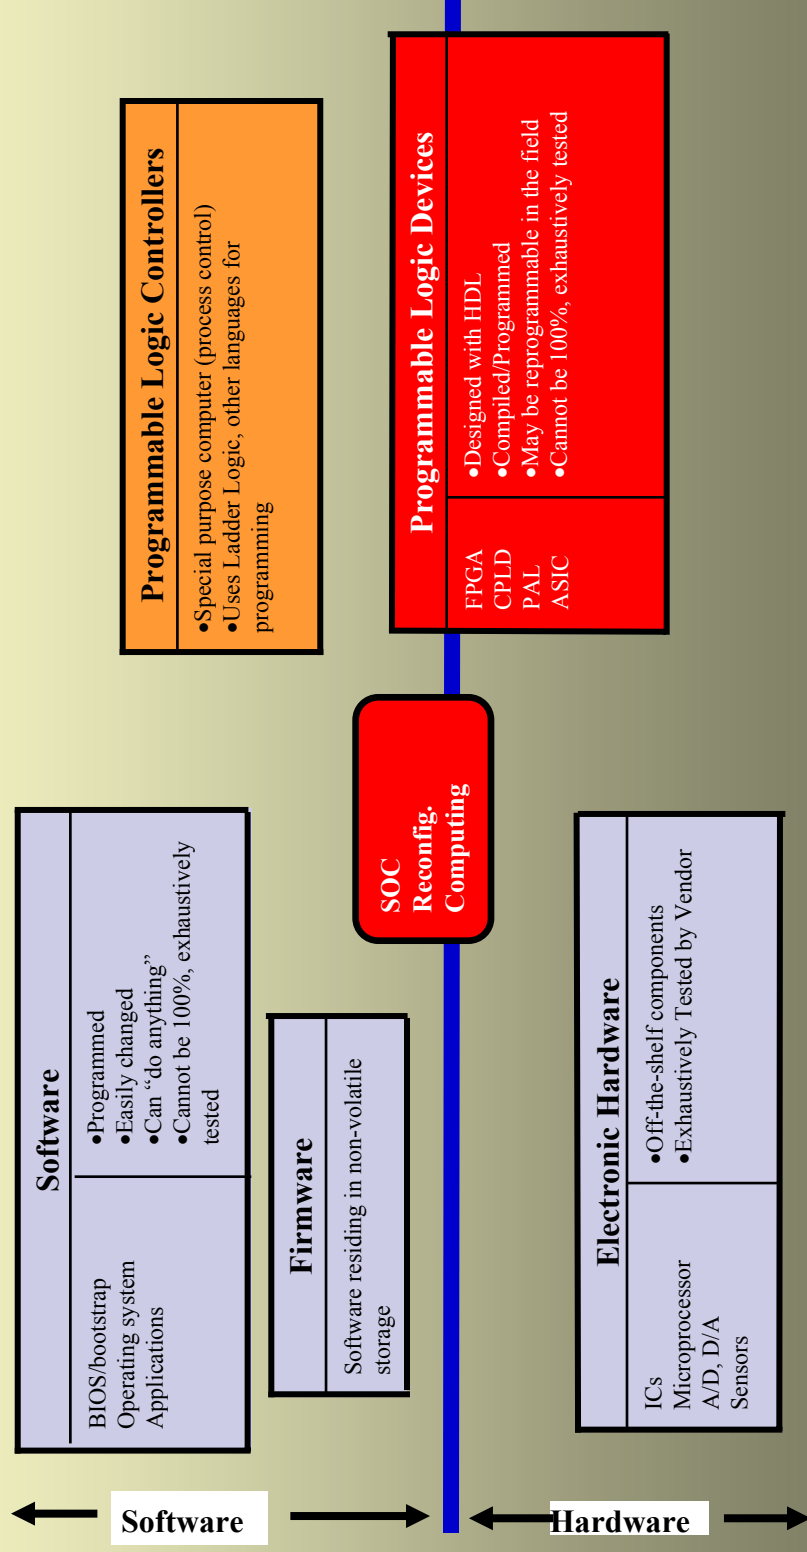 Software
BIOS/bootstrap
Operating system
Applications
•Programmed
•Easily changed
•Can “do anything”
•Cannot be 100%, exhaustively
tested
Programmable Logic Controllers
•Special purpose computer (process control)
•Uses Ladder Logic, other languages for
programming
Firmware
Software residing in non-volatile
storage
SOC
Reconfig.
Computing
Programmable Logic Devices
FPGA
CPLD
PAL
ASIC
•Designed with HDL
•Compiled/Programmed
•May be reprogrammable in the field
•Cannot be 100%, exhaustively tested
Electronic Hardware
ICs
Microprocessor
A/D, D/A
Sensors
•Off-the-shelf components
•Exhaustively Tested by Vendor
Software
Hardware